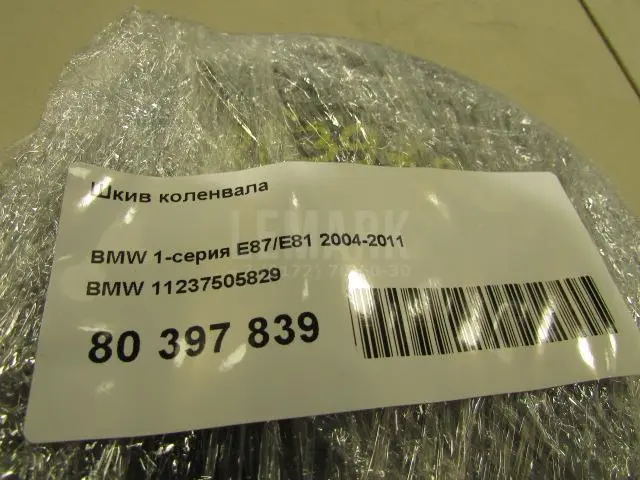 Шкив коленвала
LEMARK
BMW 1-серия E87/E81 2004-2011
BMW 11237505829
80 397 839